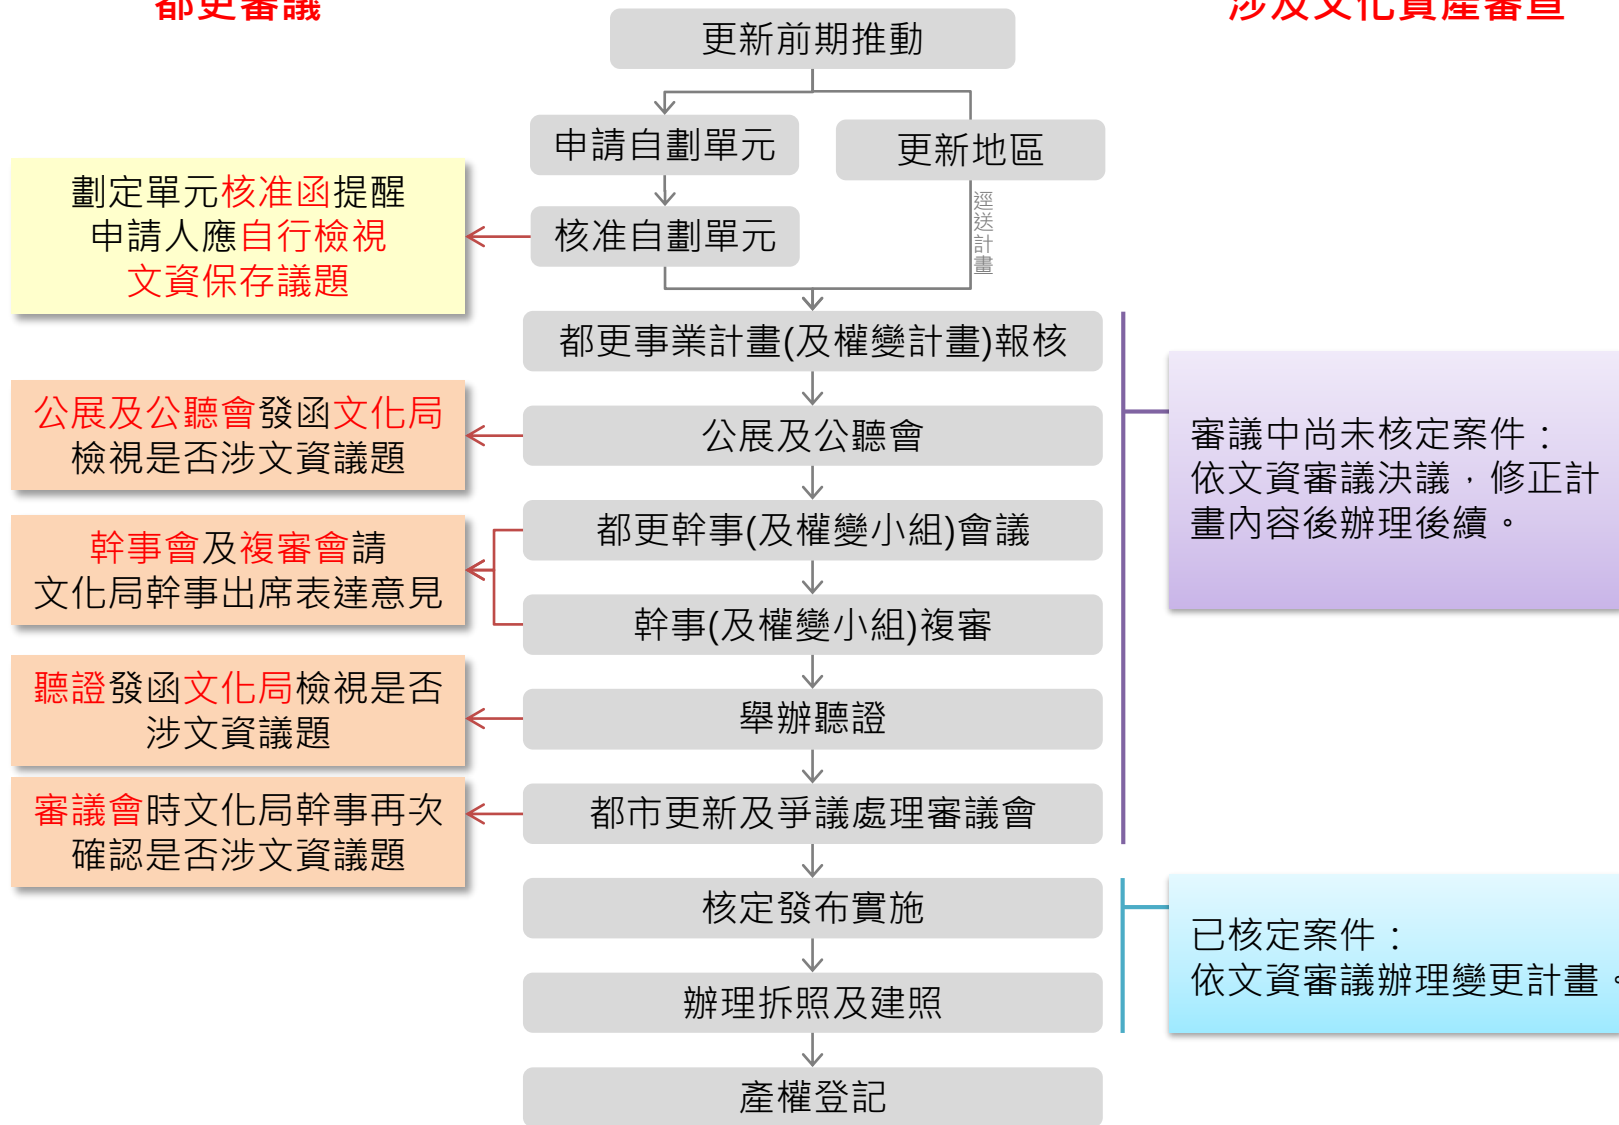 都更審議
涉及文化資產審查
更新前期推動
申請自劃單元
更新地區
逕送計畫
核准自劃單元
劃定單元核准函提醒
申請人應自行檢視
文資保存議題
都更事業計畫(及權變計畫)報核
公展及公聽會發函文化局
檢視是否涉文資議題
公展及公聽會
審議中尚未核定案件：
依文資審議決議，修正計
畫內容後辦理後續。
幹事會及複審會請
文化局幹事出席表達意見
都更幹事(及權變小組)會議
幹事(及權變小組)複審
聽證發函文化局檢視是否
涉文資議題
舉辦聽證
審議會時文化局幹事再次
確認是否涉文資議題
都市更新及爭議處理審議會
核定發布實施
已核定案件：
依文資審議辦理變更計畫。
辦理拆照及建照
產權登記